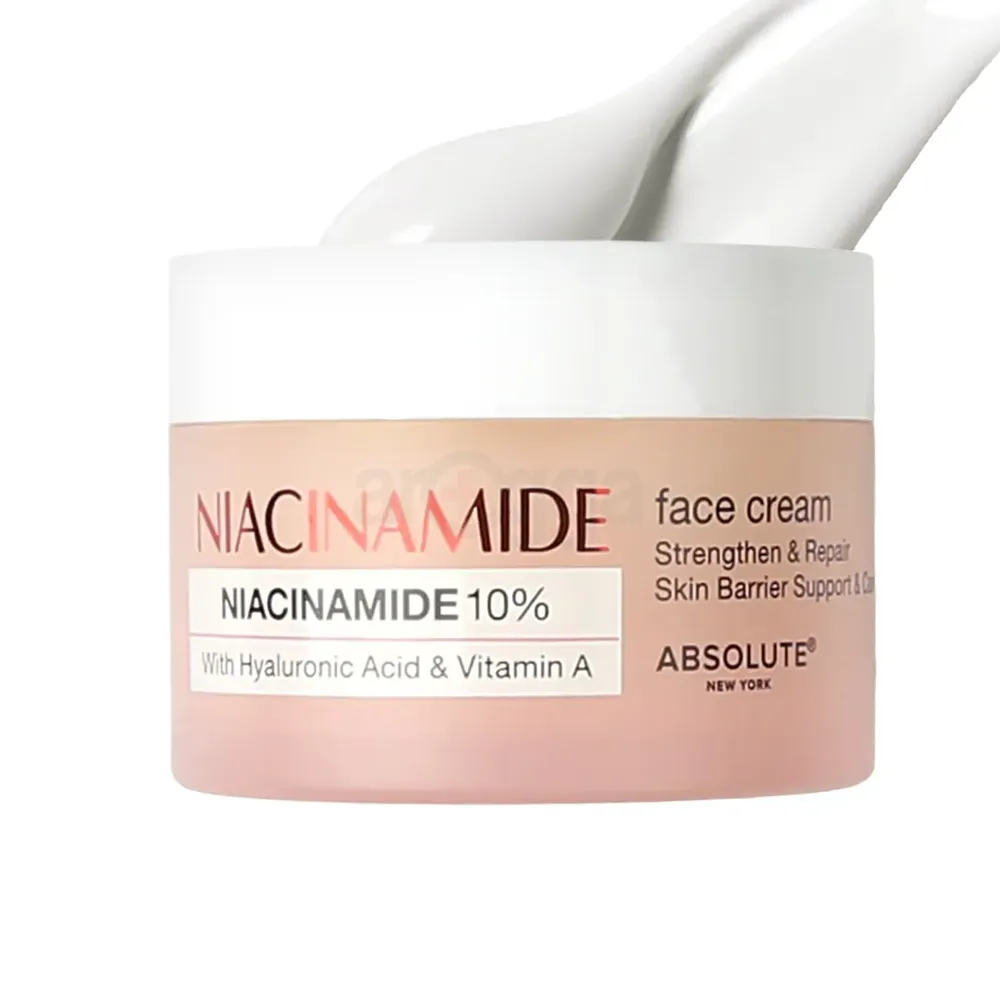 NIACINAMIDE
NIACINAMIDE 10%
With Hyaluronic Acid & Vitamin A
face cream
Strengthen & Repair
Skin Barrier Support &
ABSOLUTE®
NEW YORK